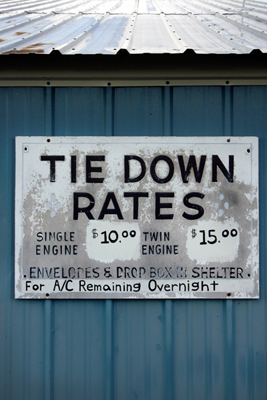 TIE DOWN
RATES
SINGLE ENGINE $10.00 TWIN ENGINE $15.00
·ENVELOPES & DROP BOX IN SHELTER·
For A/C Remaining Overnight